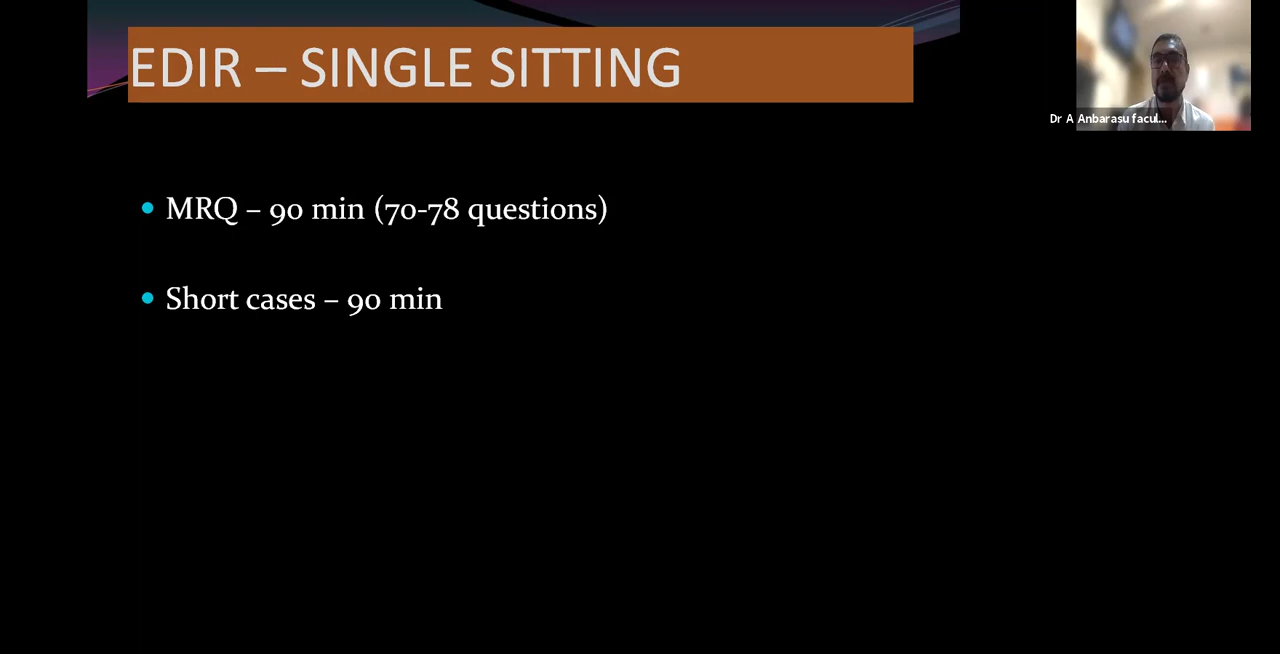 EDIR – SINGLE SITTING
Dr A Anbarasu facul...
• MRQ – 90 min (70-78 questions)
• Short cases – 90 min